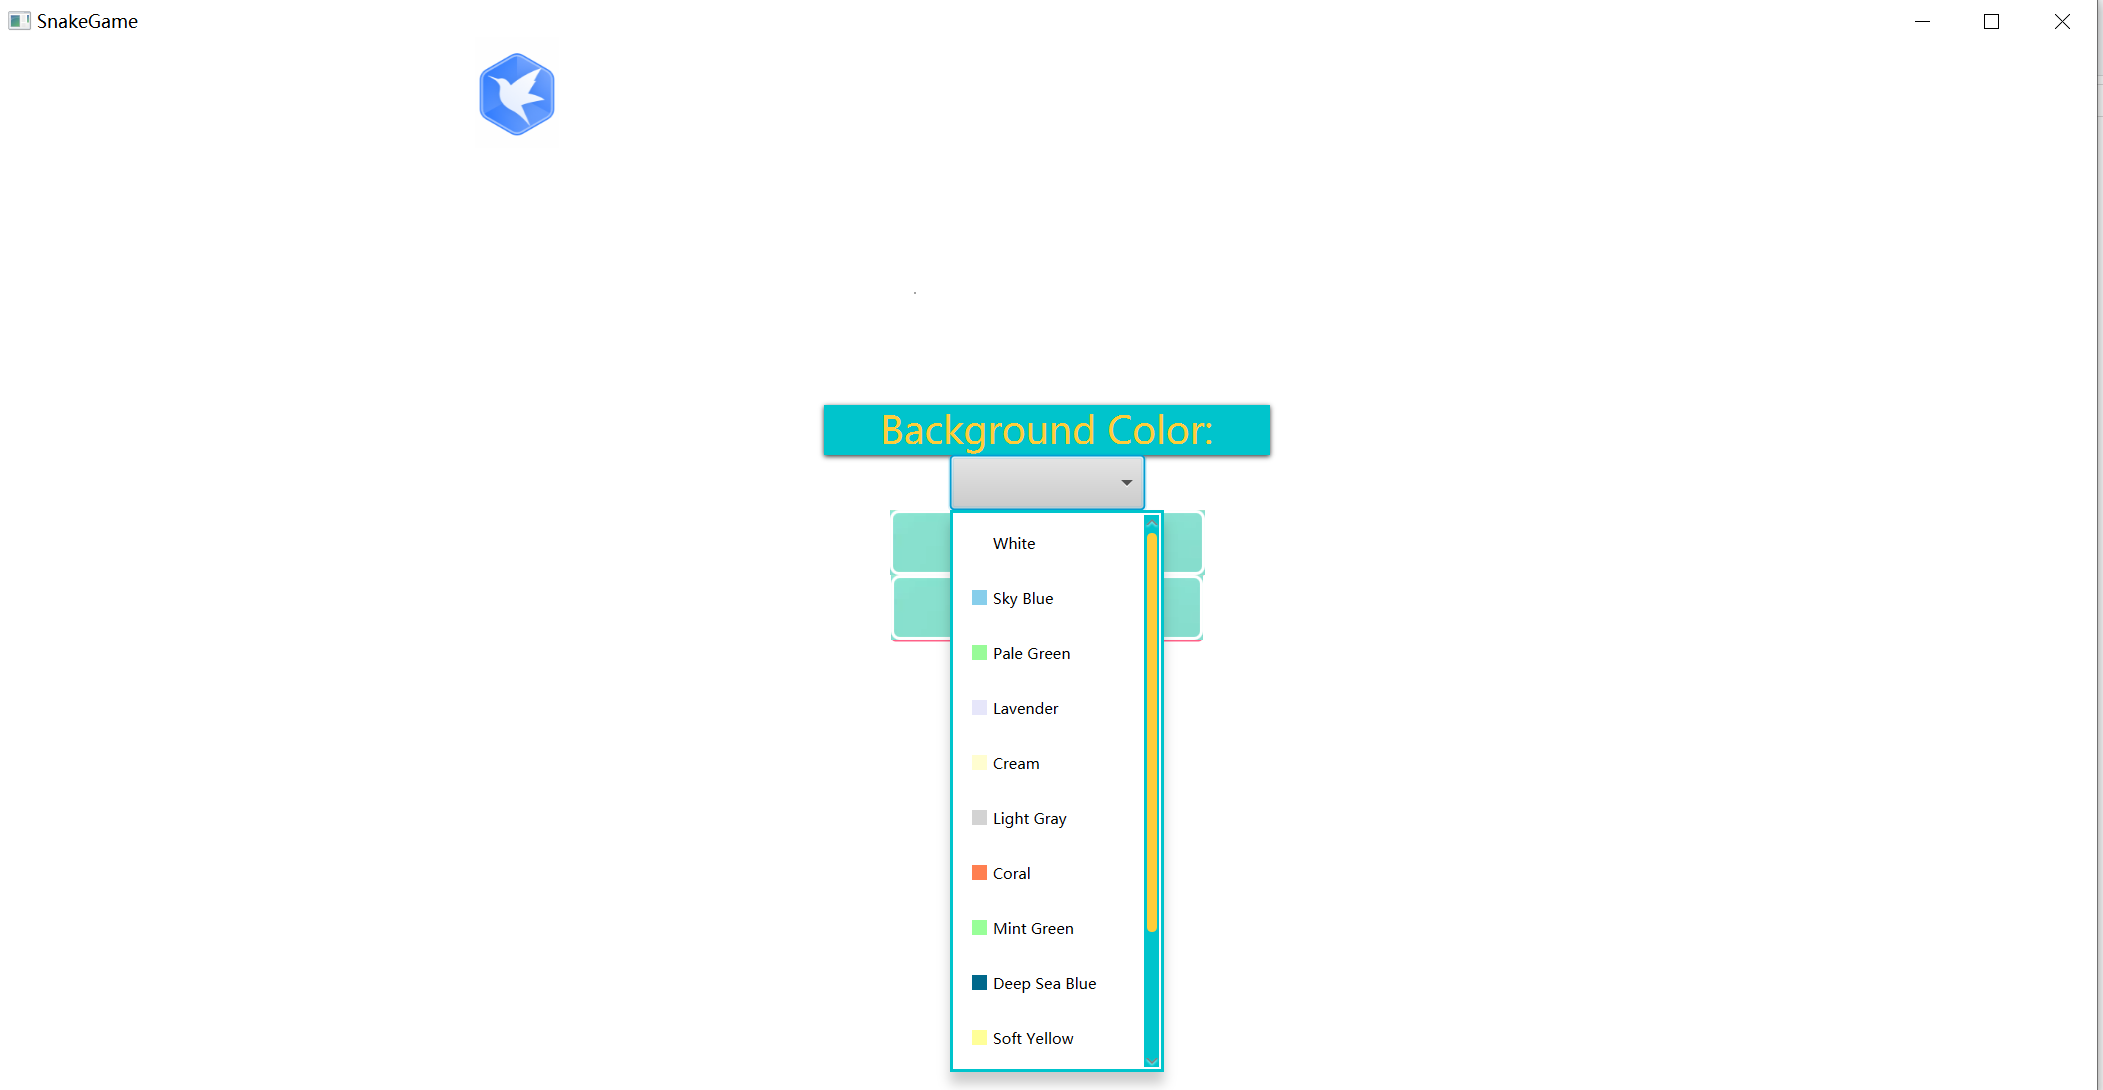 SnakeGame
Background Color:
White
Sky Blue
Pale Green
Lavender
Cream
Light Gray
Coral
Mint Green
Deep Sea Blue
Soft Yellow